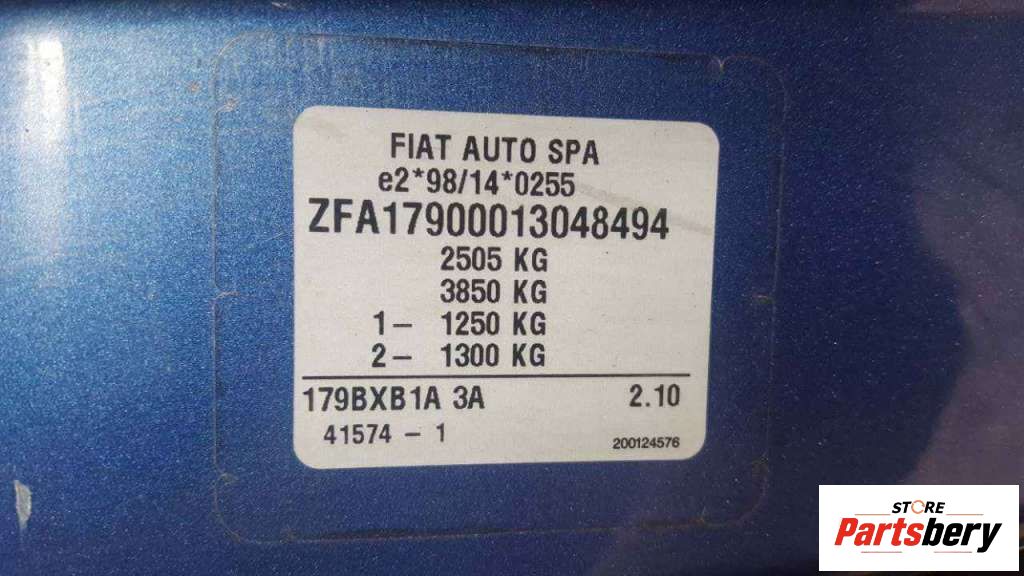 FIAT AUTO SPA
e2*98/14*0255
ZFA17900013048494
2505 KG
3850 KG
1- 1250 KG
2- 1300 KG
179BXB1A 3A 2.10
41574 - 1 200124576
STORE
Partsbery